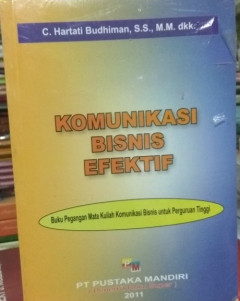 C. Hartati Budhiman, S.S., M.M. dkk.
KOMUNIKASI
BISNIS
EFEKTIF
Buku Pegangan Mata Kuliah Komunikasi Bisnis untuk Perguruan Tinggi
PT PUSTAKA MANDIRI
2011